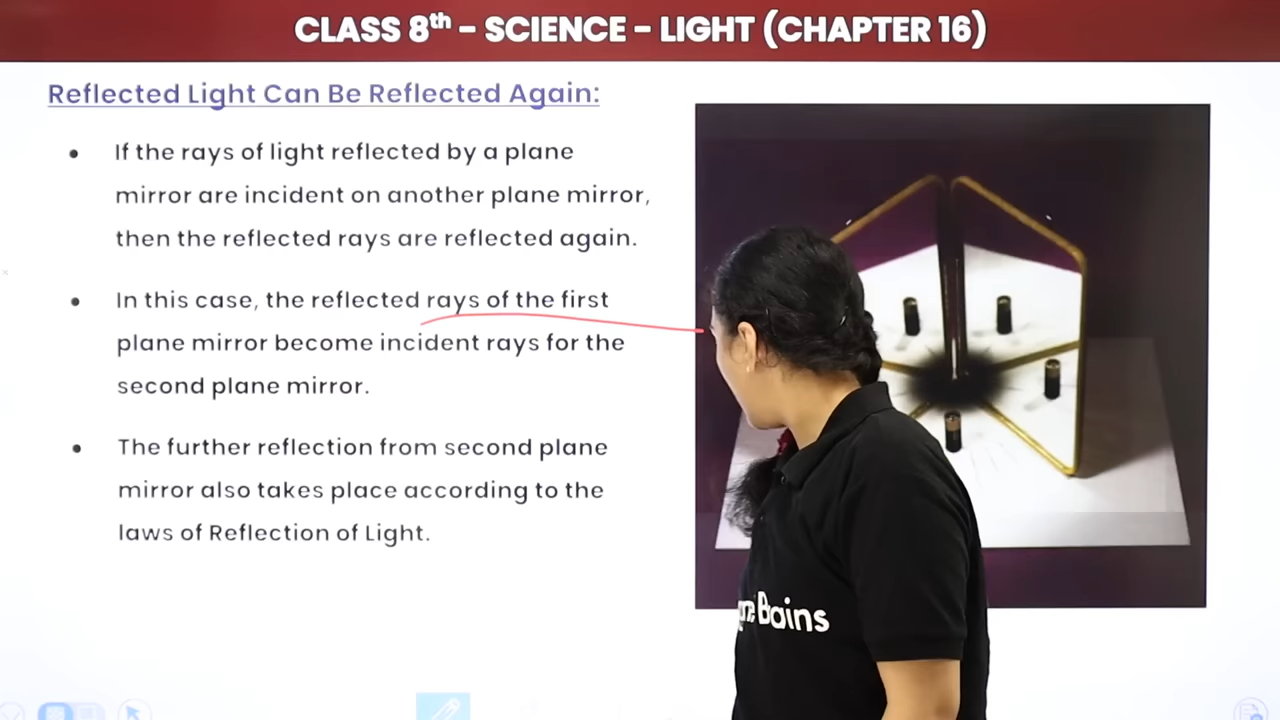 CLASS 8th – SCIENCE – LIGHT (CHAPTER 16)
Reflected Light Can Be Reflected Again:
• If the rays of light reflected by a plane
mirror are incident on another plane mirror,
then the reflected rays are reflected again.
• In this case, the reflected rays of the first
plane mirror become incident rays for the
second plane mirror.
• The further reflection from second plane
mirror also takes place according to the
laws of Reflection of Light.
Brains